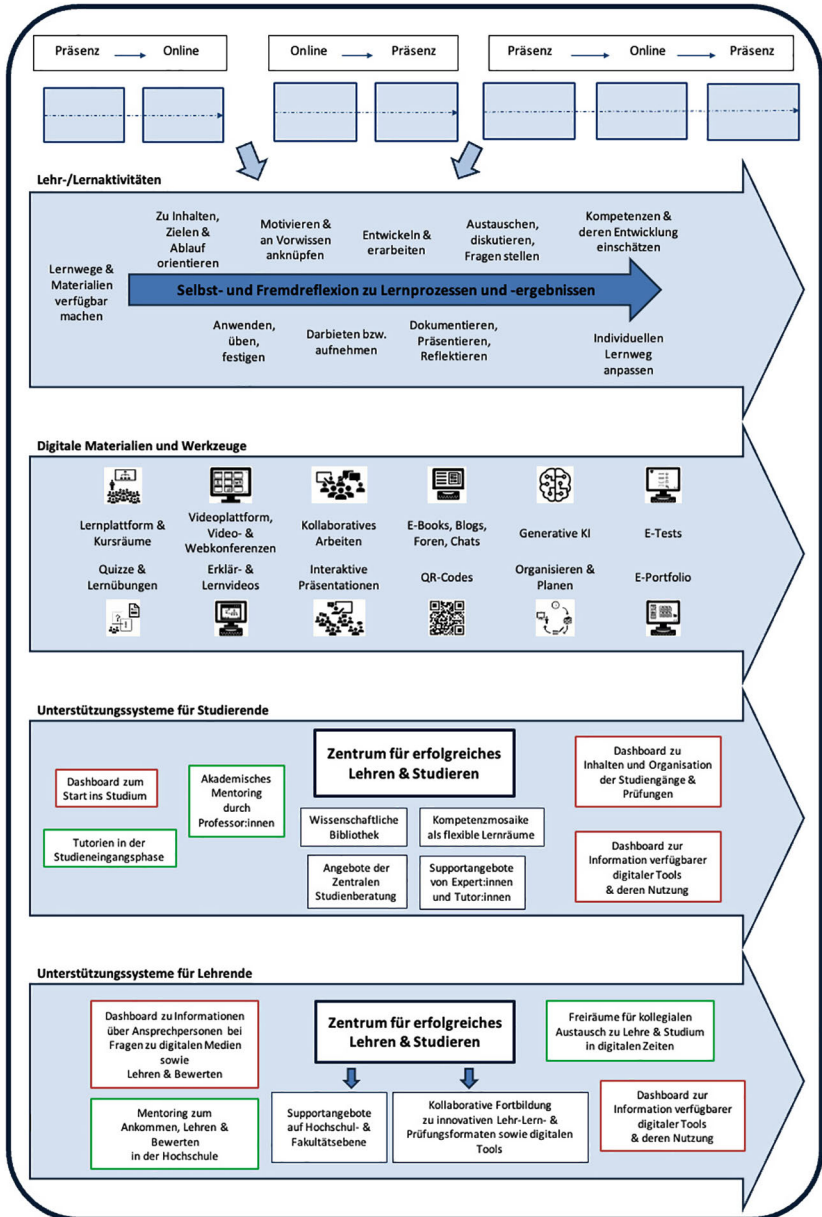 Präsenz → Online
Online → Präsenz
Präsenz → Online → Präsenz
Lehr-/Lernaktivitäten
Lernwege &
Materialien
verfügbar
machen
Zu Inhalten,
Zielen &
Ablauf
orientieren
Motivieren &
an Vorwissen
anknüpfen
Entwickeln &
erarbeiten
Austauschen,
diskutieren,
Fragen stellen
Kompetenzen &
deren Entwicklung
einschätzen
Selbst- und Fremdreflexion zu Lernprozessen und -ergebnissen
Anwenden,
üben,
festigen
Darbieten bzw.
aufnehmen
Dokumentieren,
Präsentieren,
Reflektieren
Individuellen
Lernweg
anpassen
Digitale Materialien und Werkzeuge
Lernplattform &
Kursräume
Videoplattform,
Video- &
Webkonferenzen
Kollaboratives
Arbeiten
E-Books, Blogs,
Foren, Chats
Generative KI
E-Tests
Quizze &
Lernübungen
Erklär- &
Lernvideos
Interaktive
Präsentationen
QR-Codes
Organisieren &
Planen
E-Portfolio
Unterstützungssysteme für Studierende
Dashboard zum
Start ins Studium
Tutorien in der
Studieneingangsphase
Akademisches
Mentoring
durch
Professor:innen
Zentrum für erfolgreiches
Lehren & Studieren
Wissenschaftliche
Bibliothek
Kompetenzmosaike
als flexible Lernräume
Angebote der
Zentralen
Studienberatung
Supportangebote
von Expert:innen
und Tutor:innen
Dashboard zu
Inhalten und Organisation
der Studiengänge &
Prüfungen
Dashboard zur
Information verfügbarer
digitaler Tools
& deren Nutzung
Unterstützungssysteme für Lehrende
Dashboard zu Informationen
über Ansprechpersonen bei
Fragen zu digitalen Medien
sowie
Lehren & Bewerten
Mentoring zum
Ankommen, Lehren &
Bewerten
in der Hochschule
Zentrum für erfolgreiches
Lehren & Studieren
Supportangebote
auf Hochschul- &
Fakultätsebene
Kollaborative Fortbildung
zu innovativen Lehr-Lern- &
Prüfungsformaten sowie digitalen
Tools
Freiräume für kollegialen
Austausch zu Lehre & Studium
in digitalen Zeiten
Dashboard zur
Information verfügbarer
digitaler Tools
& deren Nutzung